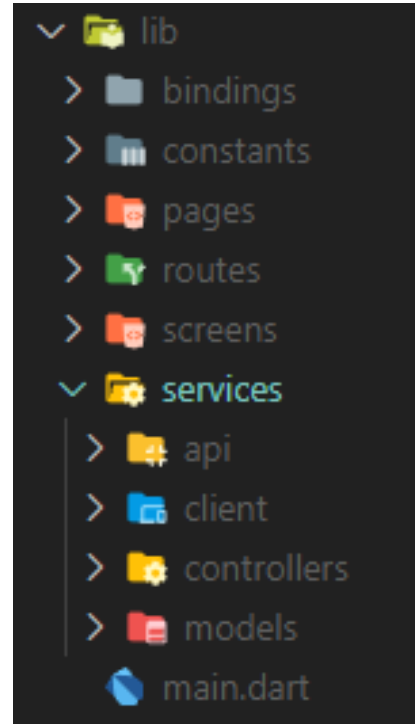 lib
bindings
constants
pages
routes
screens
services
api
client
controllers
models
main.dart